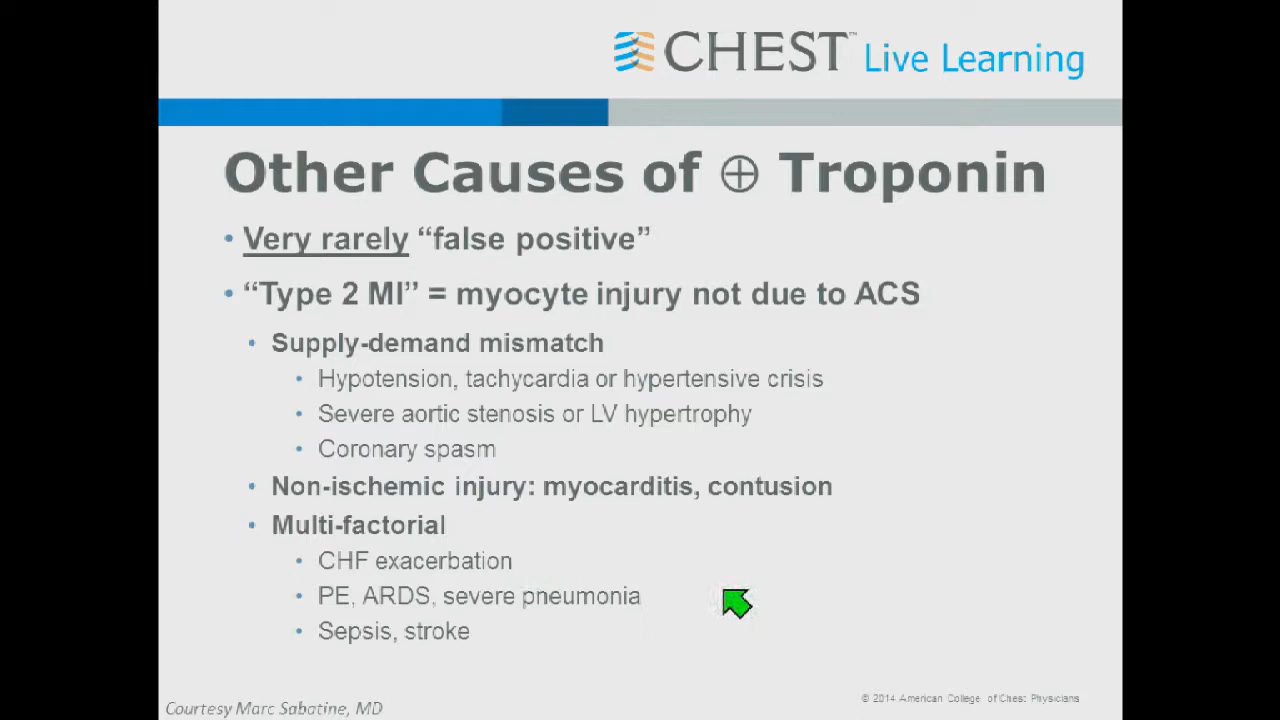 CHEST™ Live Learning
Other Causes of ⊕ Troponin
• Very rarely “false positive”
• “Type 2 MI” = myocyte injury not due to ACS
• Supply-demand mismatch
• Hypotension, tachycardia or hypertensive crisis
• Severe aortic stenosis or LV hypertrophy
• Coronary spasm
• Non-ischemic injury: myocarditis, contusion
• Multi-factorial
• CHF exacerbation
• PE, ARDS, severe pneumonia
• Sepsis, stroke
Courtesy Marc Sabatine, MD
© 2014 American College of Chest Physicians